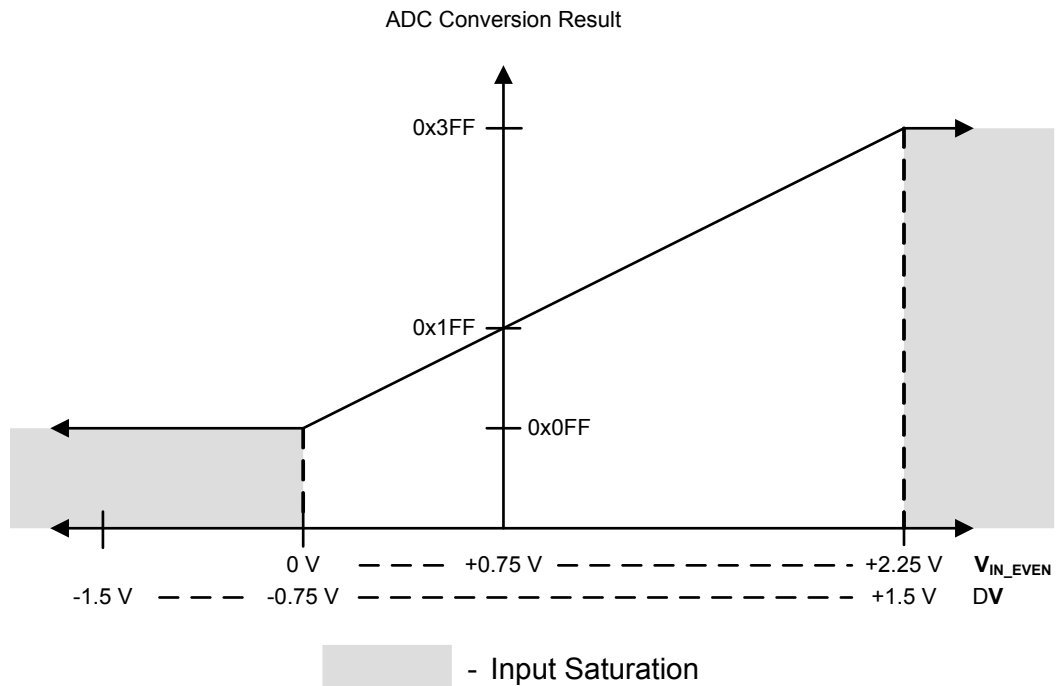 ADC Conversion Result
0x3FF
0x1FF
0x0FF
0 V +0.75 V +2.25 V VIN_EVEN
-1.5 V -0.75 V +1.5 V DV
- Input Saturation